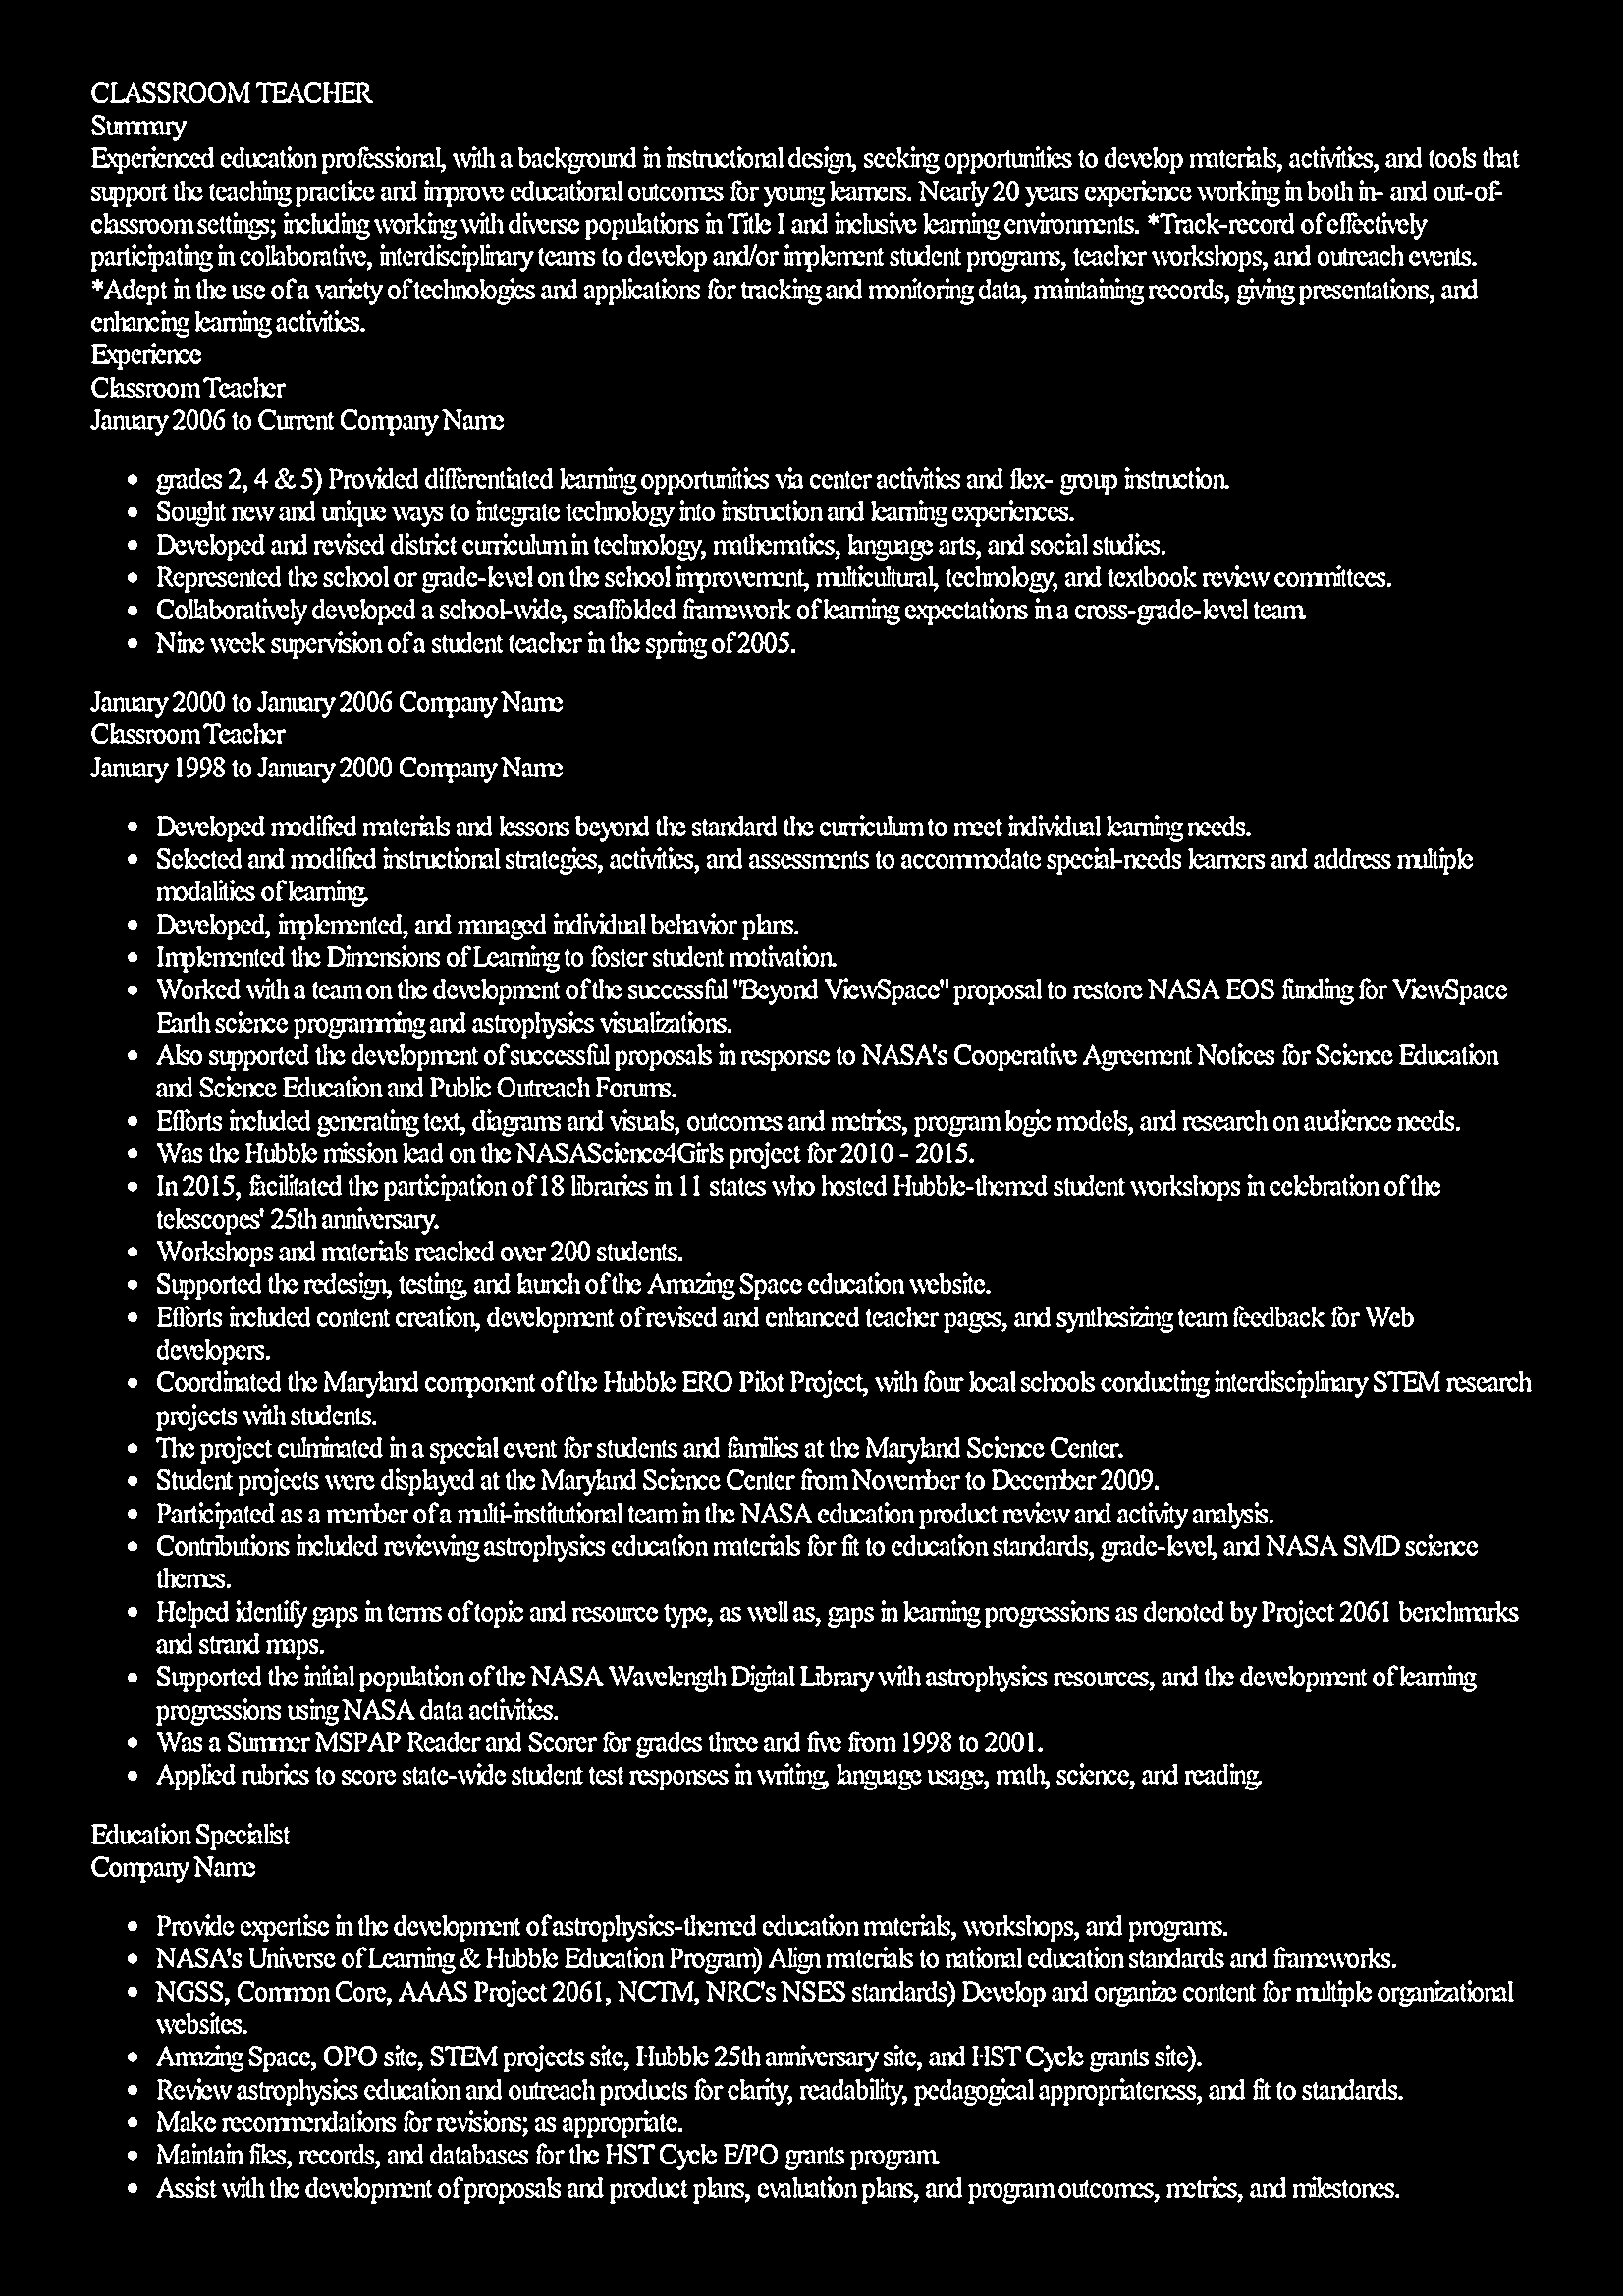 CLASSROOM TEACHER
Summary
Experienced education professional, with a background in instructional design, seeking opportunities to develop materials, activities, and tools that
support the teaching practice and improve educational outcomes for young learners. Nearly 20 years experience working in both in- and out-of-
classroom settings; including working with diverse populations in Title I and inclusive learning environments. *Track-record of effectively
participating in collaborative, interdisciplinary teams to develop and/or implement student programs, teacher workshops, and outreach events.
*Adept in the use of a variety of technologies and applications for tracking and monitoring data, maintaining records, giving presentations, and
enhancing learning activities.
Experience
Classroom Teacher
January 2006 to Current Company Name
• grades 2, 4 & 5) Provided differentiated learning opportunities via center activities and flex- group instruction.
• Sought new and unique ways to integrate technology into instruction and learning experiences.
• Developed and revised district curriculum in technology, mathematics, language arts, and social studies.
• Represented the school or grade-level on the school improvement, multicultural, technology, and textbook review committees.
• Collaboratively developed a school-wide, scaffolded framework of learning expectations in a cross-grade-level team.
• Nine week supervision of a student teacher in the spring of 2005.
January 2000 to January 2006 Company Name
Classroom Teacher
January 1998 to January 2000 Company Name
• Developed modified materials and lessons beyond the standard the curriculum to meet individual learning needs.
• Selected and modified instructional strategies, activities, and assessments to accommodate special-needs learners and address multiple
modalities of learning.
• Developed, implemented, and managed individual behavior plans.
• Implemented the Dimensions of Learning to foster student motivation.
• Worked with a team on the development of the successful "Beyond ViewSpace" proposal to restore NASA EOS funding for ViewSpace
Earth science programming and astrophysics visualizations.
• Also supported the development of successful proposals in response to NASA's Cooperative Agreement Notices for Science Education
and Science Education and Public Outreach Forums.
• Efforts included generating text, diagrams and visuals, outcomes and metrics, program logic models, and research on audience needs.
• Was the Hubble mission lead on the NASAScience4Girls project for 2010 - 2015.
• In 2015, facilitated the participation of 18 libraries in 11 states who hosted Hubble-themed student workshops in celebration of the
telescopes' 25th anniversary.
• Workshops and materials reached over 200 students.
• Supported the redesign, testing, and launch of the Amazing Space education website.
• Efforts included content creation, development of revised and enhanced teacher pages, and synthesizing team feedback for Web
developers.
• Coordinated the Maryland component of the Hubble ERO Pilot Project, with four local schools conducting interdisciplinary STEM research
projects with students.
• The project culminated in a special event for students and families at the Maryland Science Center.
• Student projects were displayed at the Maryland Science Center from November to December 2009.
• Participated as a member of a multi-institutional team in the NASA education product review and activity analysis.
• Contributions included reviewing astrophysics education materials for fit to education standards, grade-level, and NASA SMD science
themes.
• Helped identify gaps in terms of topic and resource type, as well as, gaps in learning progressions as denoted by Project 2061 benchmarks
and strand maps.
• Supported the initial population of the NASA Wavelength Digital Library with astrophysics resources, and the development of learning
progressions using NASA data activities.
• Was a Summer MSPAP Reader and Scorer for grades three and five from 1998 to 2001.
• Applied rubrics to score state-wide student test responses in writing, language usage, math, science, and reading.
Education Specialist
Company Name
• Provide expertise in the development of astrophysics-themed education materials, workshops, and programs.
• NASA's Universe of Learning & Hubble Education Program) Align materials to national education standards and frameworks.
• NGSS, Common Core, AAAS Project 2061, NCTM, NRC's NSES standards) Develop and organize content for multiple organizational
websites.
• Amazing Space, OPO site, STEM projects site, Hubble 25th anniversary site, and HST Cycle grants site).
• Review astrophysics education and outreach products for clarity, readability, pedagogical appropriateness, and fit to standards.
• Make recommendations for revisions; as appropriate.
• Maintain files, records, and databases for the HST Cycle E/PO grants program.
• Assist with the development of proposals and product plans, evaluation plans, and program outcomes, metrics, and milestones.